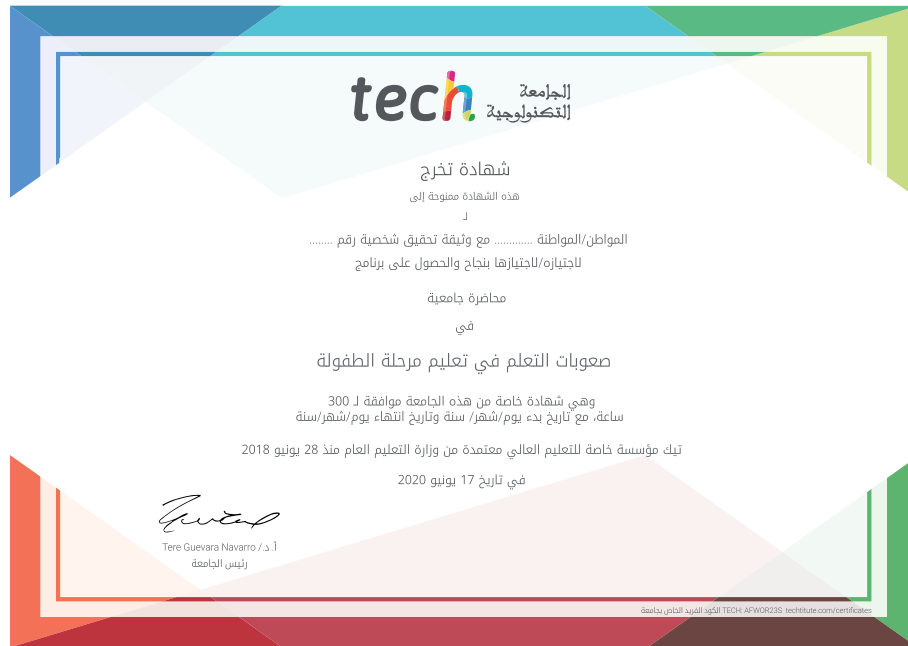 tech الجامعة
التكنولوجية
شهادة تخرج
هذه الشهادة ممنوحة إلى
لـ
المواطن/المواطنة ............. مع وثيقة تحقيق شخصية رقم ........
لاجتيازه/لاجتيازها بنجاح والحصول على برنامج
محاضرة جامعية
في
صعوبات التعلم في تعليم مرحلة الطفولة
وهي شهادة خاصة من هذه الجامعة موافقة لـ 300
ساعة، مع تاريخ بدء يوم/شهر/ سنة وتاريخ انتهاء يوم/شهر/سنة
تيك مؤسسة خاصة للتعليم العالي معتمدة من وزارة التعليم العام منذ 28 يونيو 2018
في تاريخ 17 يونيو 2020
أ. د./ Tere Guevara Navarro
رئيس الجامعة
الكود الفريد الخاص بجامعة TECH: AFWOR23S techtitute.com/certificates